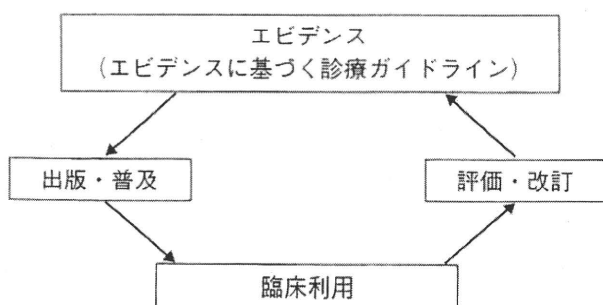 エビデンス
(エビデンスに基づく診療ガイドライン)
出版・普及
評価・改訂
臨床利用